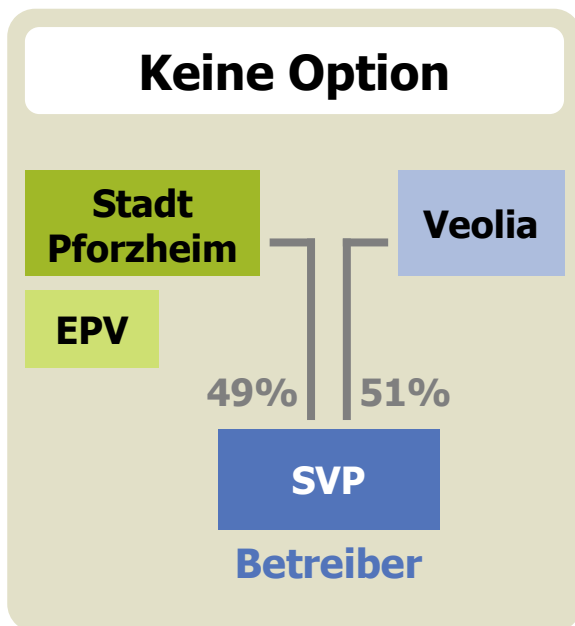 Keine Option
Stadt
Pforzheim
Veolia
EPV
49%
51%
SVP
Betreiber